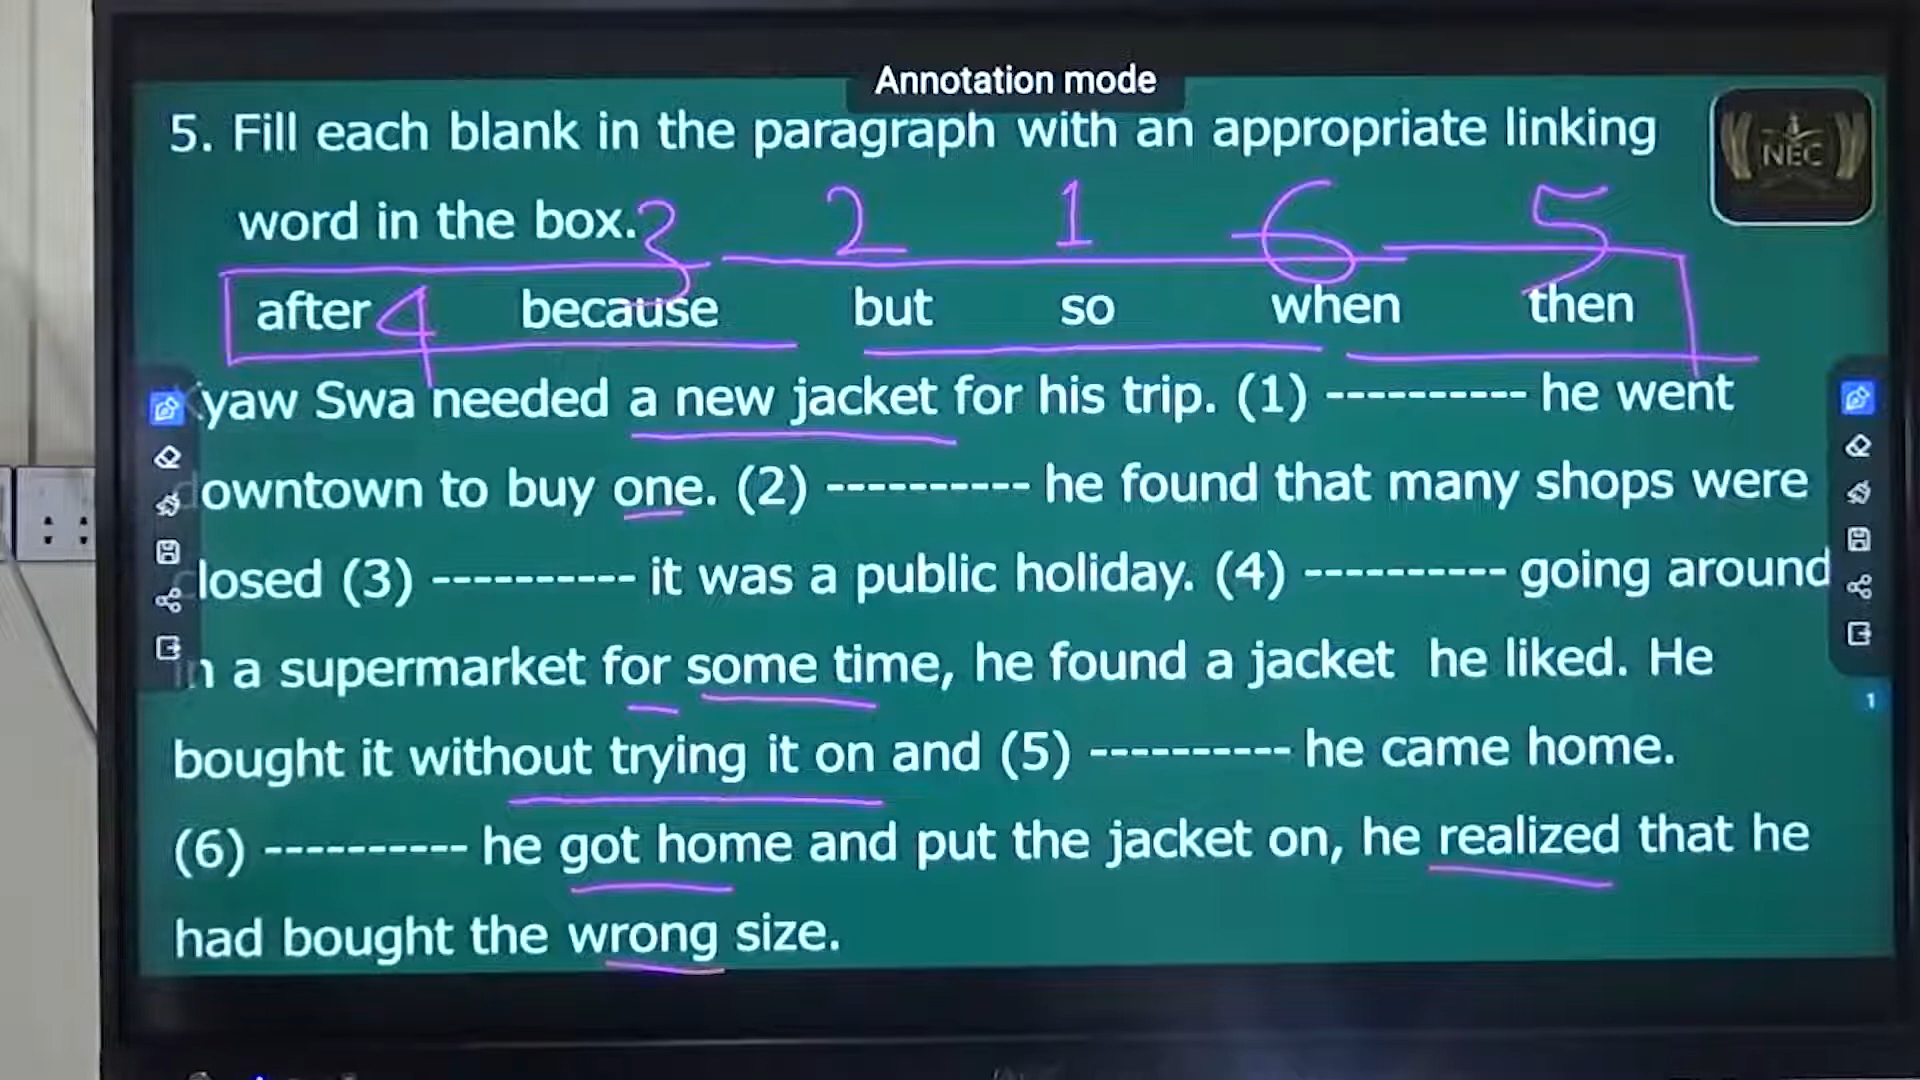 Annotation mode
5. Fill each blank in the paragraph with an appropriate linking
word in the box. 3 2 1 6 5
NEC
after 4 because but so when then
Kyaw Swa needed a new jacket for his trip. (1) ---------- he went
downtown to buy one. (2) ---------- he found that many shops were
closed (3) ---------- it was a public holiday. (4) ---------- going around
in a supermarket for some time, he found a jacket he liked. He
1
bought it without trying it on and (5) ---------- he came home.
(6) ---------- he got home and put the jacket on, he realized that he
had bought the wrong size.